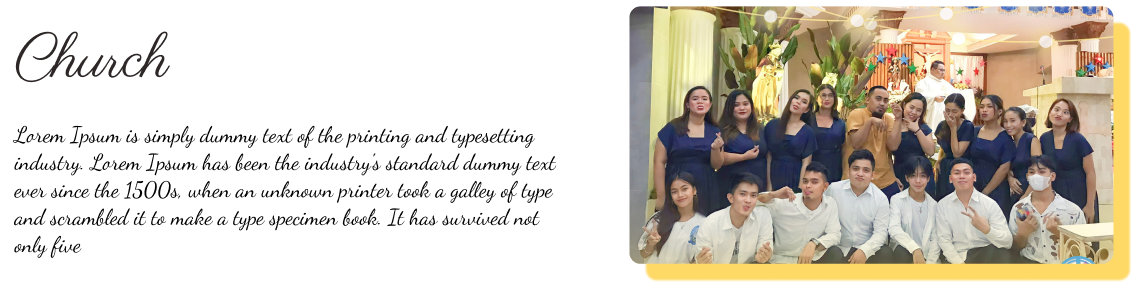 Church
Lorem Ipsum is simply dummy text of the printing and typesetting
industry. Lorem Ipsum has been the industry's standard dummy text
ever since the 1500s, when an unknown printer took a galley of type
and scrambled it to make a type specimen book. It has survived not
only five